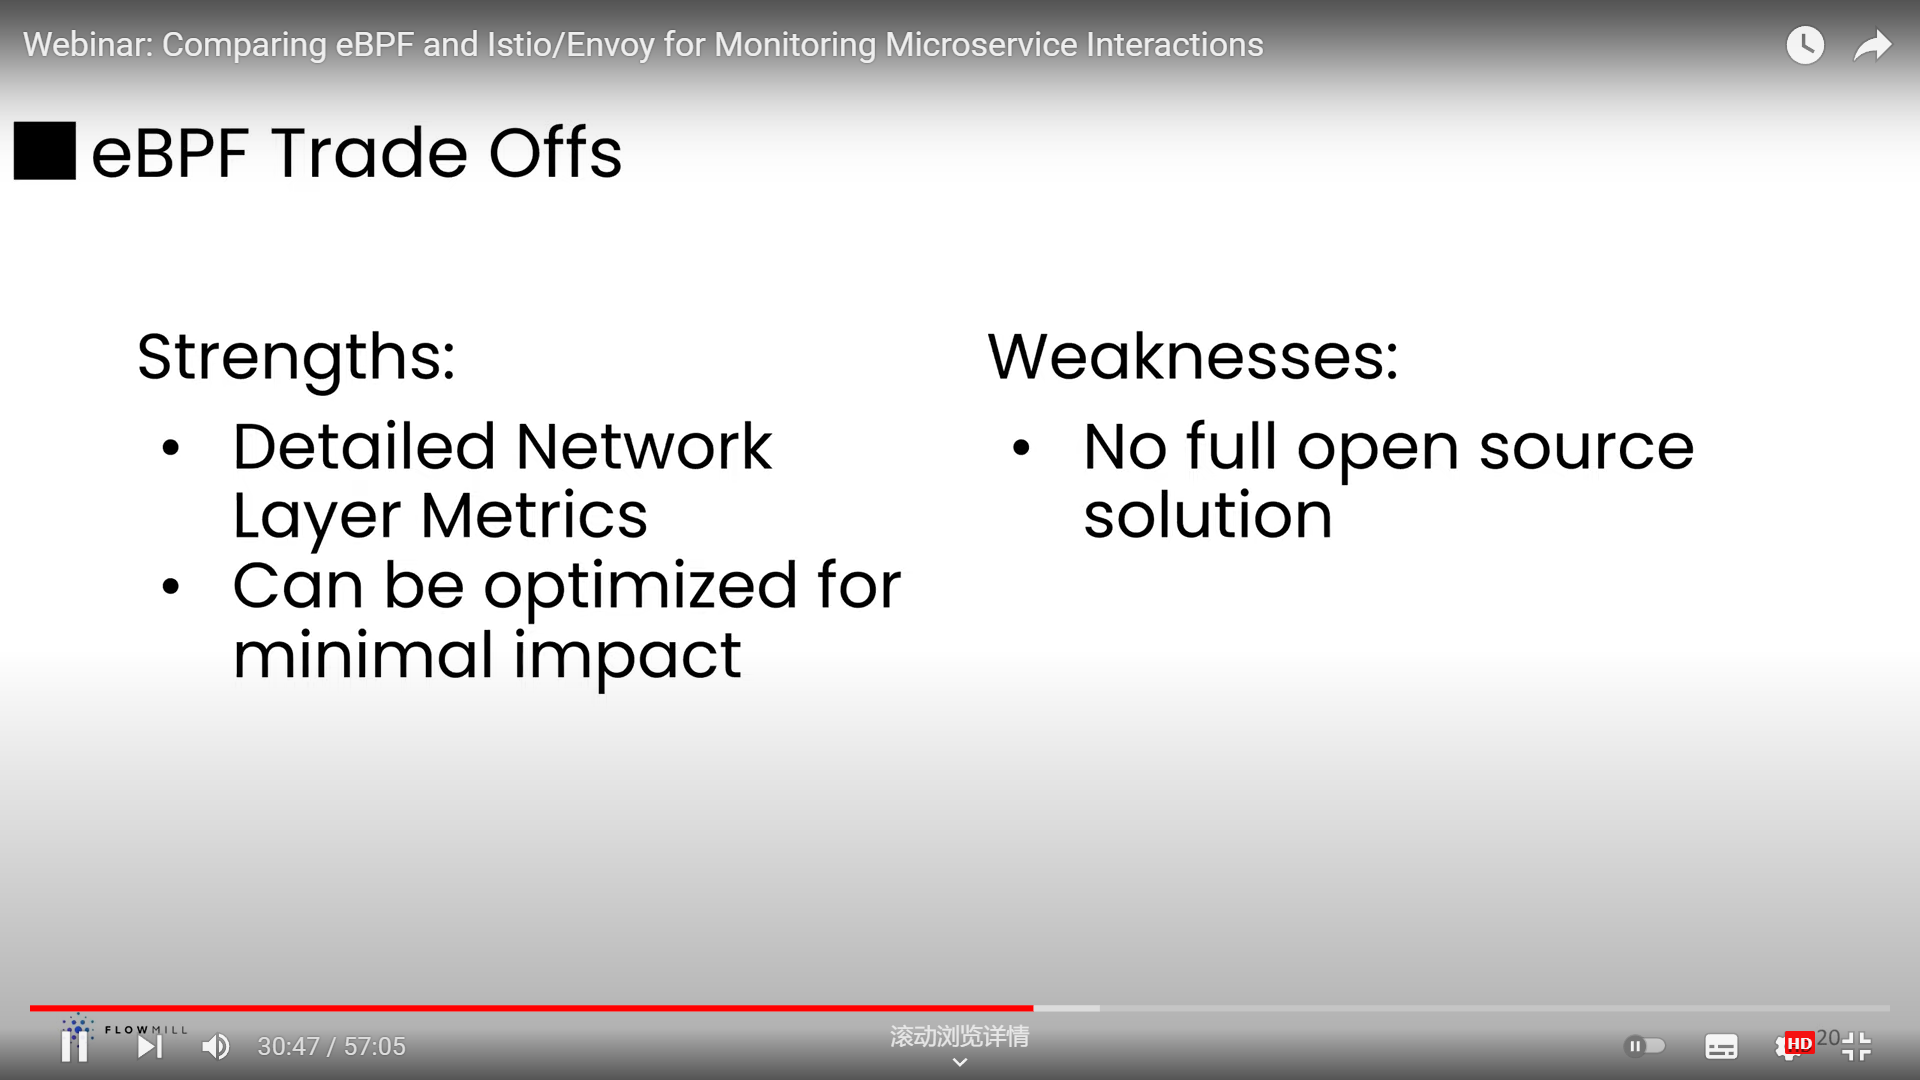 Webinar: Comparing eBPF and Istio/Envoy for Monitoring Microservice Interactions
eBPF Trade Offs
Strengths:
• Detailed Network
Layer Metrics
• Can be optimized for
minimal impact
Weaknesses:
• No full open source
solution
FLOWMILL
30:47 / 57:05
滚动浏览详情
HD
20